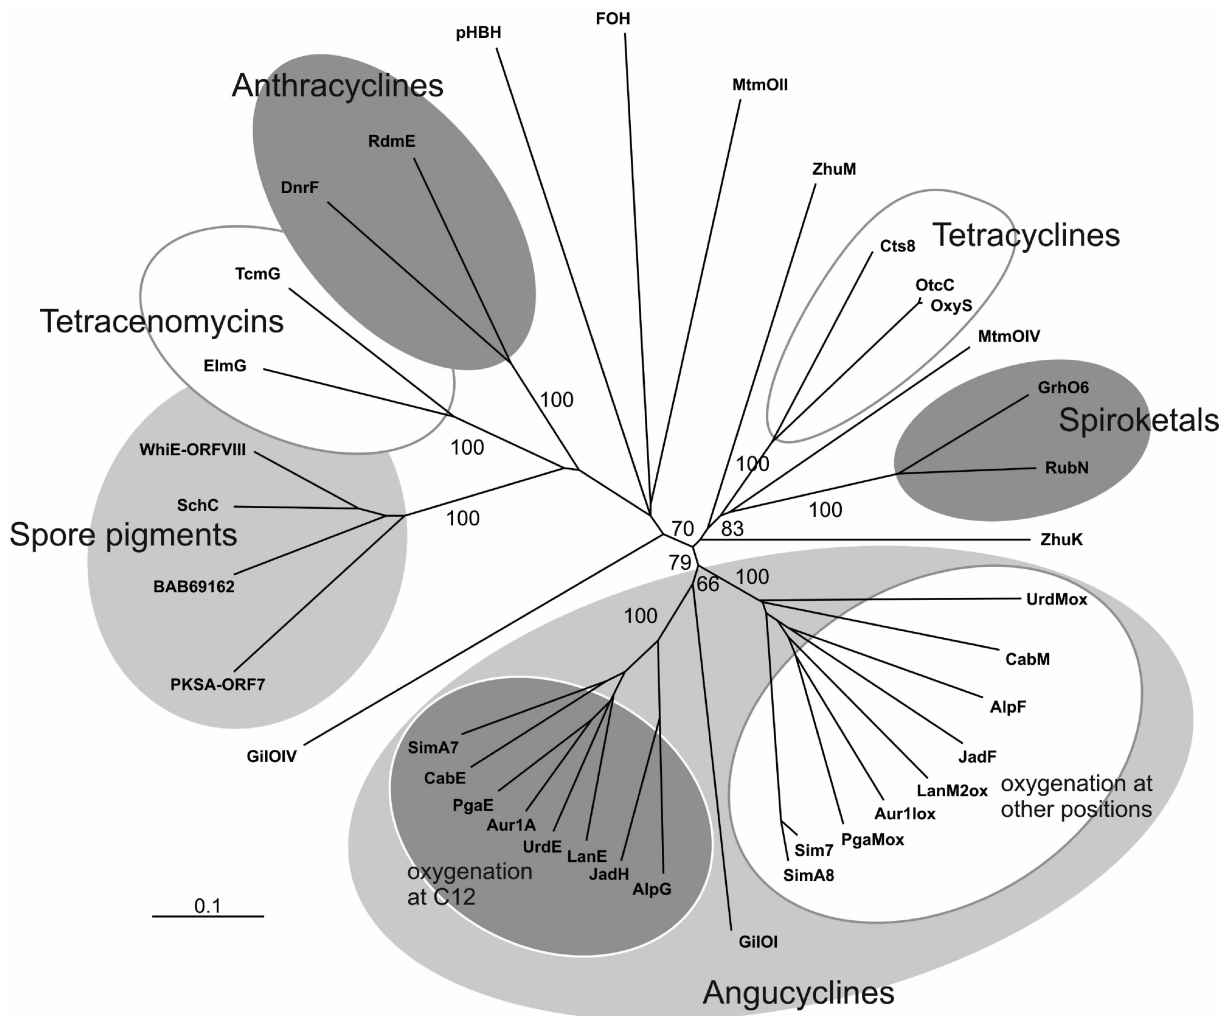 FOH
pHBH
MtmOII
Anthracyclines
RdmE
ZhuM
DnrF
Tetracyclines
Cts8
TcmG
OtcC
OxyS
Tetracenomycins
MtmOIV
ElmG
GrhO6
100
Spiroketals
WhiE-ORFVIII
100
100
RubN
SchC
100
100
Spore pigments
70
83
ZhuK
79
BAB69162
66
100
UrdMox
100
CabM
PKSA-ORF7
AlpF
GilOIV
SimA7
JadF
CabE
LanM2ox
oxygenation at
other positions
PgaE
Aur1lox
Aur1A
PgaMox
UrdE
Sim7
LanE
JadH
SimA8
oxygenation
at C12
AlpG
0.1
GilOI
Angucyclines